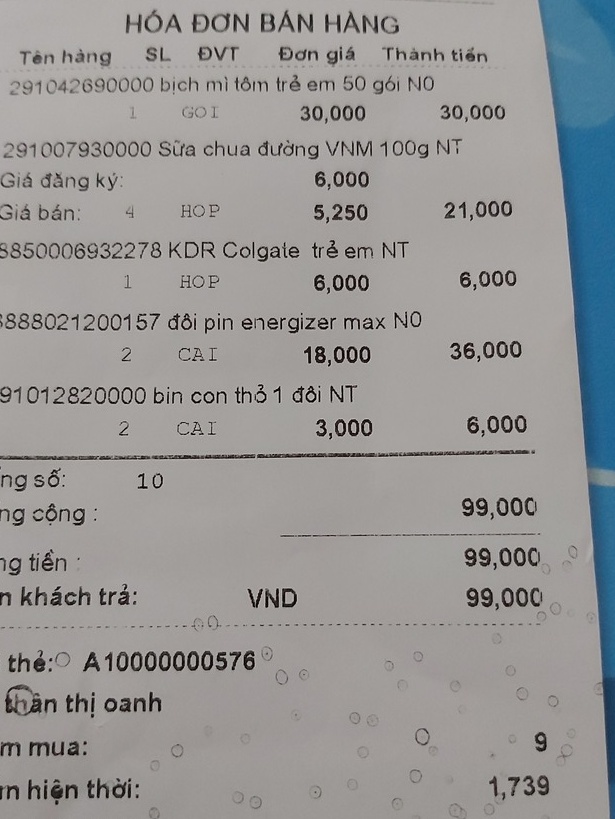 HÓA ĐƠN BÁN HÀNG
Tên hàng SL ĐVT Đơn giá Thành tiền
291042690000 bịch mì tôm trẻ em 50 gói N0
1 GOI 30,000 30,000
291007930000 Sữa chua đường VNM 100g NT
Giá đăng ký: 6,000
Giá bán: 4 HOP 5,250 21,000
8850006932278 KDR Colgate trẻ em NT
1 HOP 6,000 6,000
8888021200157 đôi pin energizer max N0
2 CAI 18,000 36,000
91012820000 bin con thỏ 1 đôi NT
2 CAI 3,000 6,000
ng số: 10
ng cộng : 99,000
ng tiền : 99,000
n khách trả: VND 99,000
thẻ: A10000000576
thân thị oanh
m mua: 9
m hiện thời: 1,739